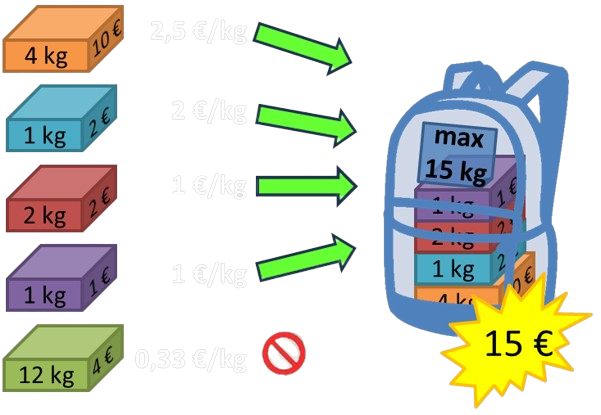 4 kg 10 € 2,5 €/kg
1 kg 2 € 2 €/kg
2 kg 2 € 1 €/kg
1 kg 1 € 1 €/kg
12 kg 4 € 0,33 €/kg
max
15 kg
1 kg 1 €
2 kg 2
1 kg 2
4 kg 0 €
15 €